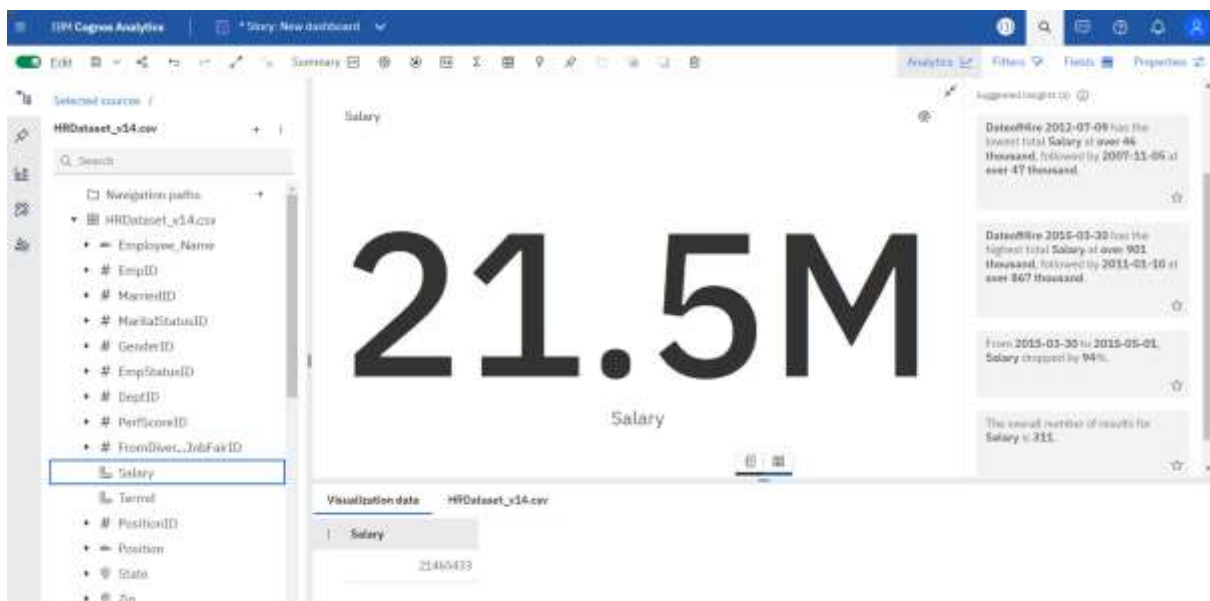 IBM Cognos Analytics
* Story: New dashboard
Edit
Summary
Analytics
Filters
Fields
Properties
Selected sources /
HRDataset_v14.csv
Search
Navigation paths
HRDataset_v14.csv
Employee_Name
# EmpID
# MarriedID
# MaritalStatusID
# GenderID
# EmpStatusID
# DeptID
# PerfScoreID
# FromDiver...JobFairID
Salary
Termd
# PositionID
Position
State
Zip
Salary
21.5M
Salary
Visualization data
HRDataset_v14.csv
Salary
21465433
Suggested insights (4)
DateofHire 2012-07-09 has the
lowest total Salary at over 46
thousand, followed by 2007-11-05 at
over 47 thousand.
DateofHire 2015-03-30 has the
highest total Salary at over 901
thousand, followed by 2011-01-10 at
over 867 thousand.
From 2015-03-30 to 2015-05-01,
Salary dropped by 94%.
The overall number of results for
Salary is 311.